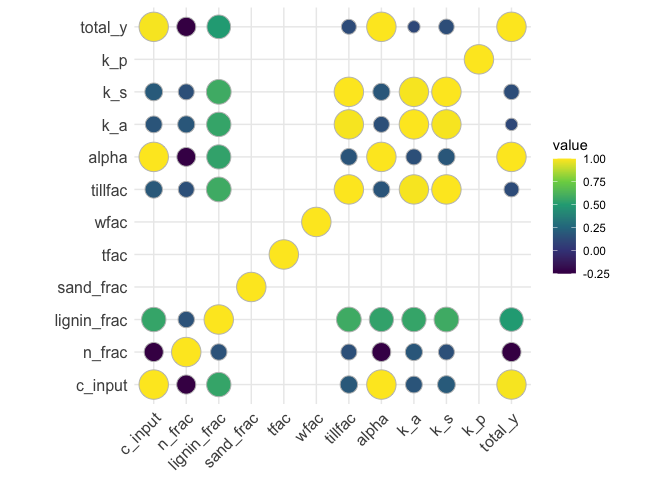 total_y
k_p
k_s
k_a
alpha
tillfac
wfac
tfac
sand_frac
lignin_frac
n_frac
c_input
value
1.00
0.75
0.50
0.25
0.00
-0.25
c_input
n_frac
lignin_frac
sand_frac
tfac
wfac
tillfac
alpha
k_a
k_s
k_p
total_y